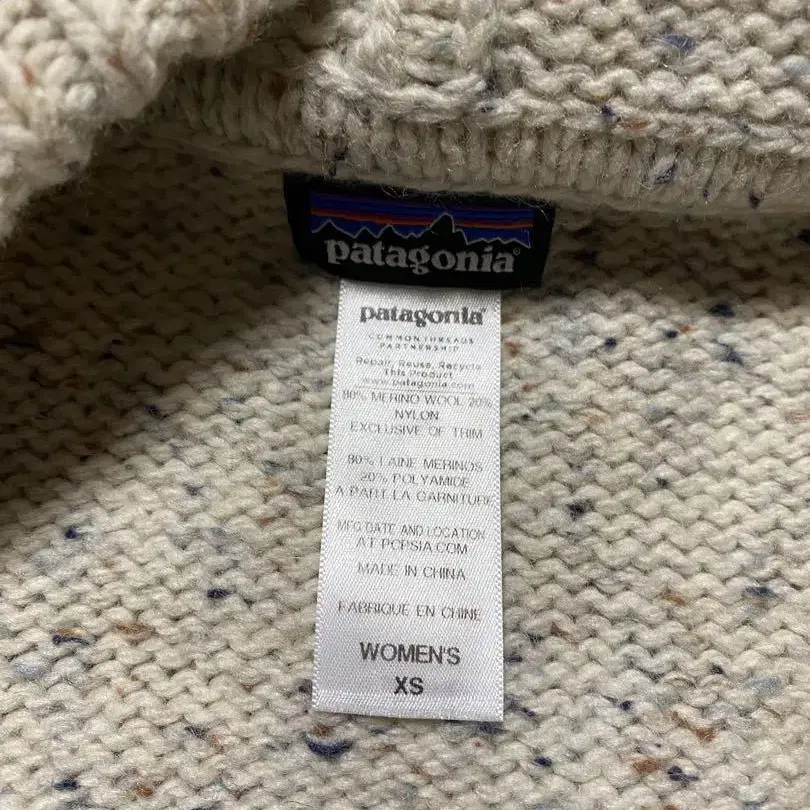 patagonia®
patagonia®
COMMON THREADS
PARTNERSHIP
Repair, Reuse, Recycle
This Product
www.patagonia.com
80% MERINO WOOL 20%
NYLON
EXCLUSIVE OF TRIM
80% LAINE MERINOS
20% POLYAMIDE
A PART LA GARNITURE
MFG DATE AND LOCATION
AT PCPSIA.COM
MADE IN CHINA
FABRIQUE EN CHINE
WOMEN'S
XS